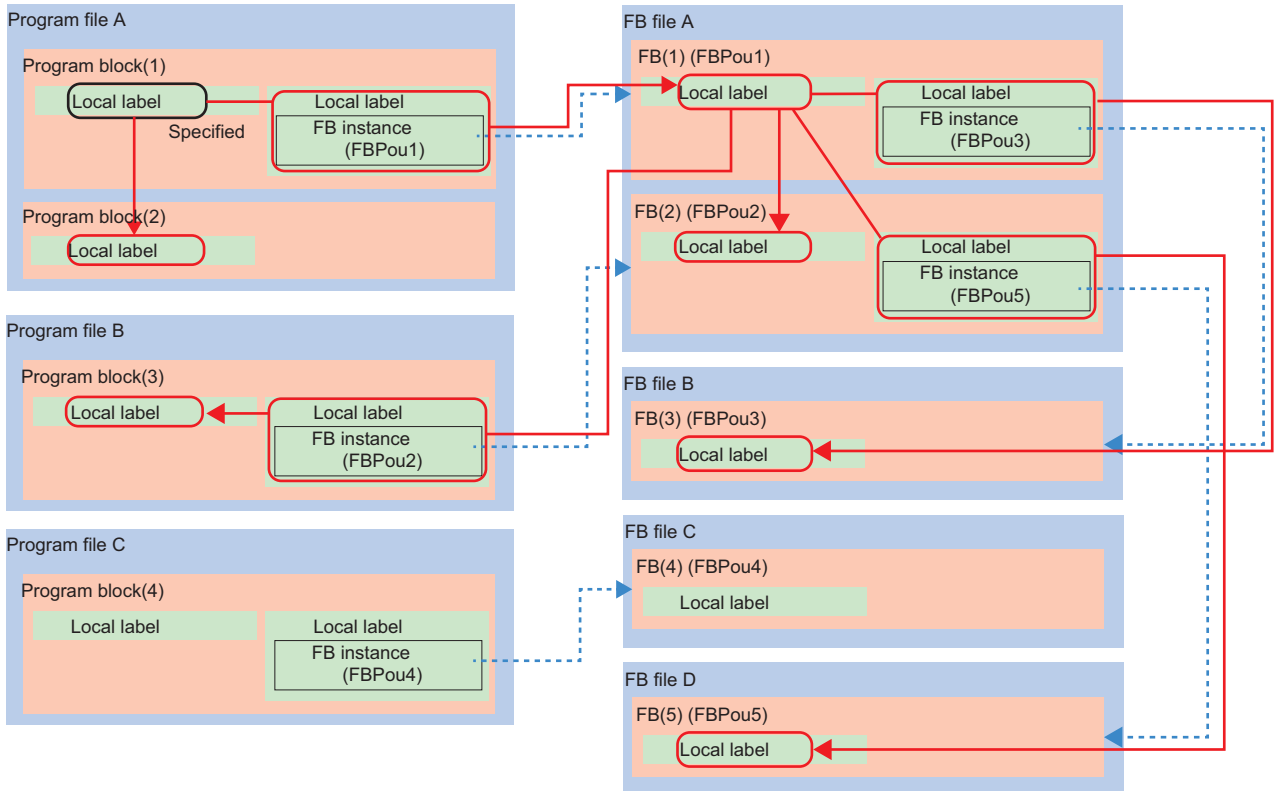 Program file A
Program block(1)
Local label
Specified
Local label
FB instance
(FBPou1)
Program block(2)
Local label
Program file B
Program block(3)
Local label
Local label
FB instance
(FBPou2)
Program file C
Program block(4)
Local label
Local label
FB instance
(FBPou4)
FB file A
FB(1) (FBPou1)
Local label
Local label
FB instance
(FBPou3)
FB(2) (FBPou2)
Local label
Local label
FB instance
(FBPou5)
FB file B
FB(3) (FBPou3)
Local label
FB file C
FB(4) (FBPou4)
Local label
FB file D
FB(5) (FBPou5)
Local label